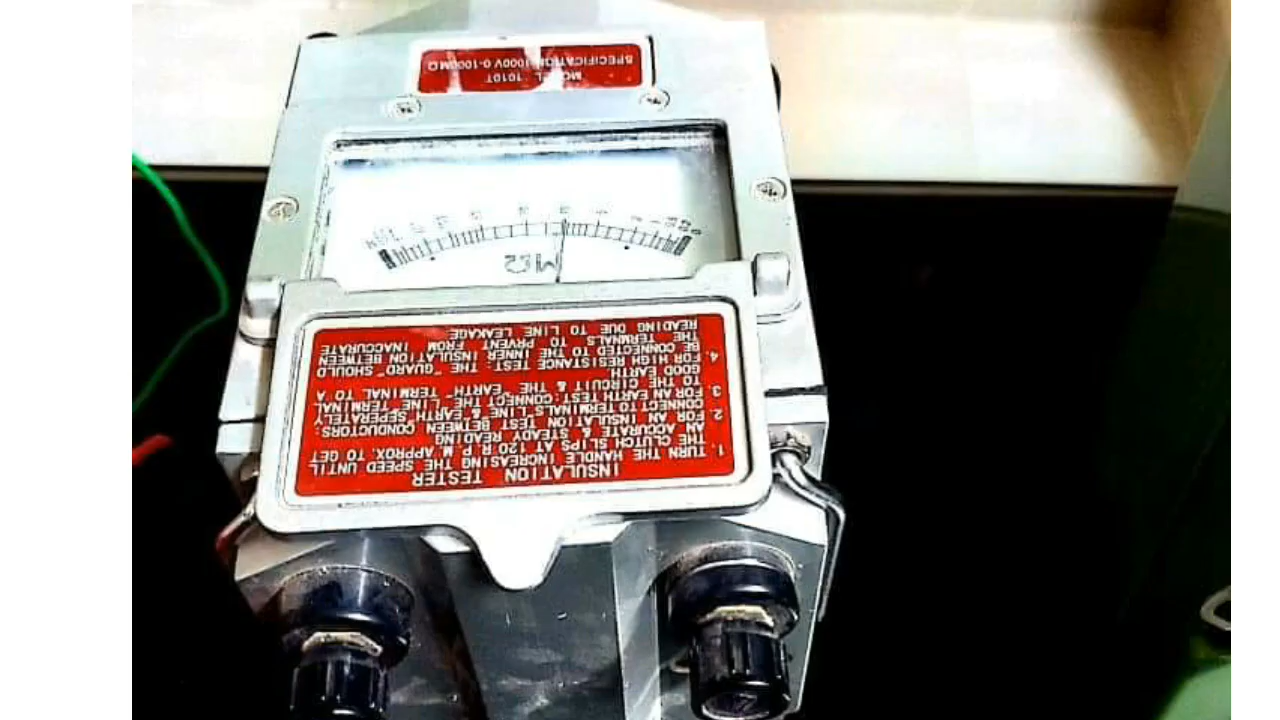 MODEL 1010T
SPECIFICATION 1000V 0-1000MΩ
MΩ
INSULATION TESTER
1. TURN THE HANDLE INCREASING THE SPEED UNTIL
THE CLUTCH SLIPS AT 120 R.P.M. APPROX. TO GET
AN ACCURATE & STEADY READING
2. FOR AN INSULATION TEST BETWEEN CONDUCTORS:
CONNECT TO TERMINALS "LINE & EARTH" SEPERATELY
3. FOR AN EARTH TEST: CONNECT THE "LINE" TERMINAL
TO THE CIRCUIT & THE "EARTH" TERMINAL TO A
GOOD EARTH.
4. FOR HIGH RESISTANCE TEST: THE "GUARD" SHOULD
BE CONNECTED TO THE INNER INSULATION BETWEEN
THE TERMNALS TO PRVENT FROM INACCURATE
READING DUE TO LINE LEAKAGE